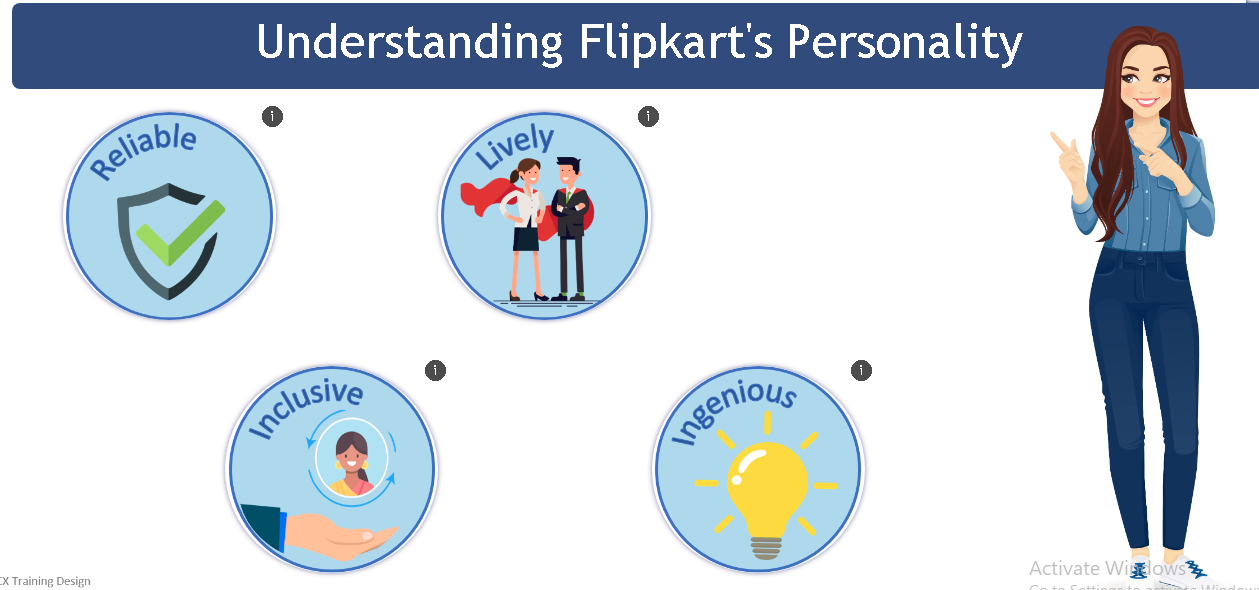 Understanding Flipkart's Personality
Reliable
i
Lively
i
Inclusive
i
Ingenious
i
CX Training Design
Activate Windows
Go to Settings to activate Windows